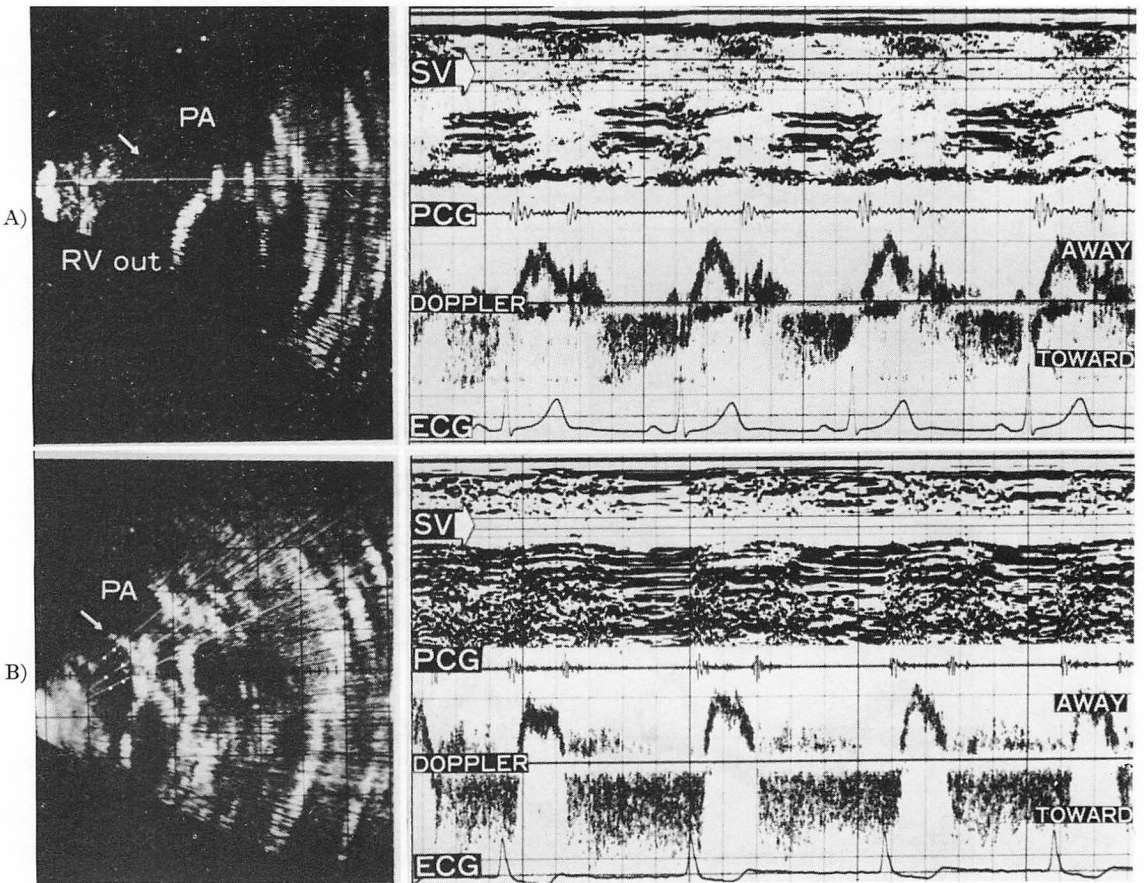 A)
PA
RV out
SV
PCG
AWAY
DOPPLER
TOWARD
ECG
B)
PA
SV
PCG
AWAY
DOPPLER
TOWARD
ECG